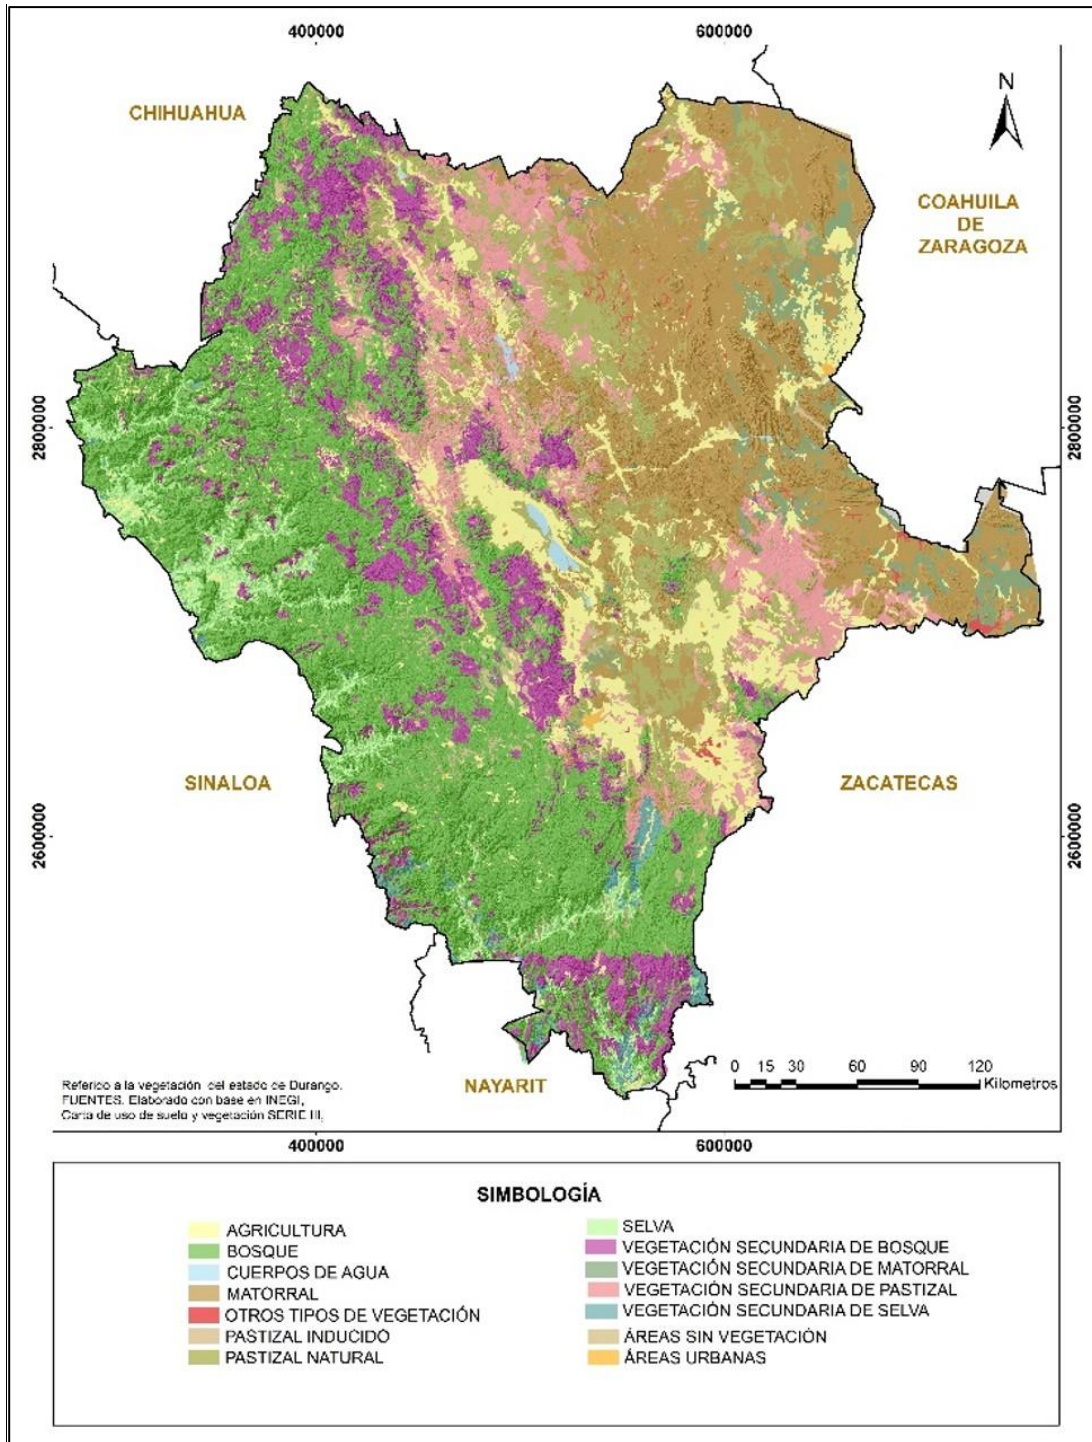 400000
600000
CHIHUAHUA
N
COAHUILA
DE
ZARAGOZA
2800000
2800000
SINALOA
ZACATECAS
2600000
2600000
NAYARIT
0 15 30 60 90 120
Kilometros
Referico a la vegetación cel estado de Durango.
FUENTES. Elaborado con base en INEGI,
Carta de uso de suelo y vegetación SERIE III,
400000
600000
SIMBOLOGÍA
AGRICULTURA
BOSQUE
CUERPOS DE AGUA
MATORRAL
OTROS TIPOS DE VEGETACIÓN
PASTIZAL INDUCIDO
PASTIZAL NATURAL
SELVA
VEGETACIÓN SECUNDARIA DE BOSQUE
VEGETACIÓN SECUNDARIA DE MATORRAL
VEGETACIÓN SECUNDARIA DE PASTIZAL
VEGETACIÓN SECUNDARIA DE SELVA
ÁREAS SIN VEGETACIÓN
ÁREAS URBANAS